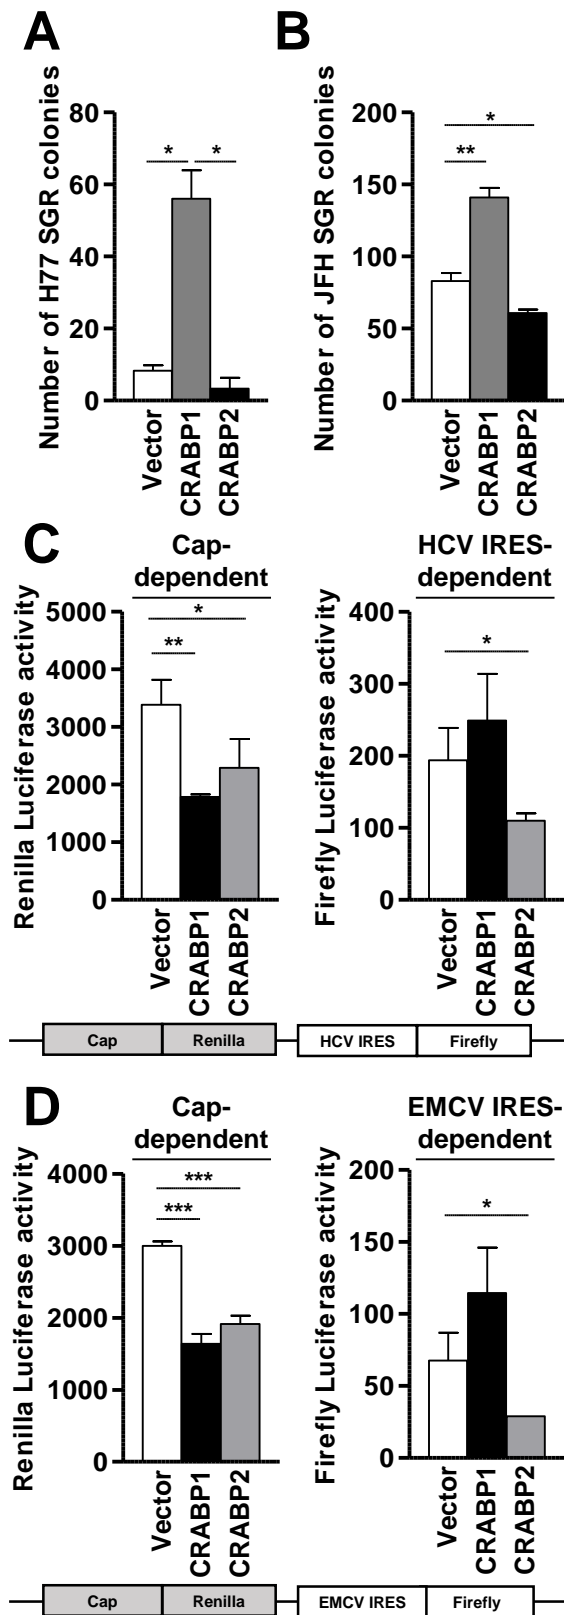 A
Number of H77 SGR colonies
80
60
40
20
0
*
*
Vector
CRABP1
CRABP2
B
Number of JFH SGR colonies
200
150
100
50
0
*
**
Vector
CRABP1
CRABP2
C
Cap-
dependent
Renilla Luciferase activity
5000
4000
3000
2000
1000
0
*
**
Vector
CRABP1
CRABP2
HCV IRES-
dependent
Firefly Luciferase activity
400
300
200
100
0
*
Vector
CRABP1
CRABP2
Cap
Renilla
HCV IRES
Firefly
D
Cap-
dependent
Renilla Luciferase activity
4000
3000
2000
1000
0
***
***
Vector
CRABP1
CRABP2
EMCV IRES-
dependent
Firefly Luciferase activity
200
150
100
50
0
*
Vector
CRABP1
CRABP2
Cap
Renilla
EMCV IRES
Firefly